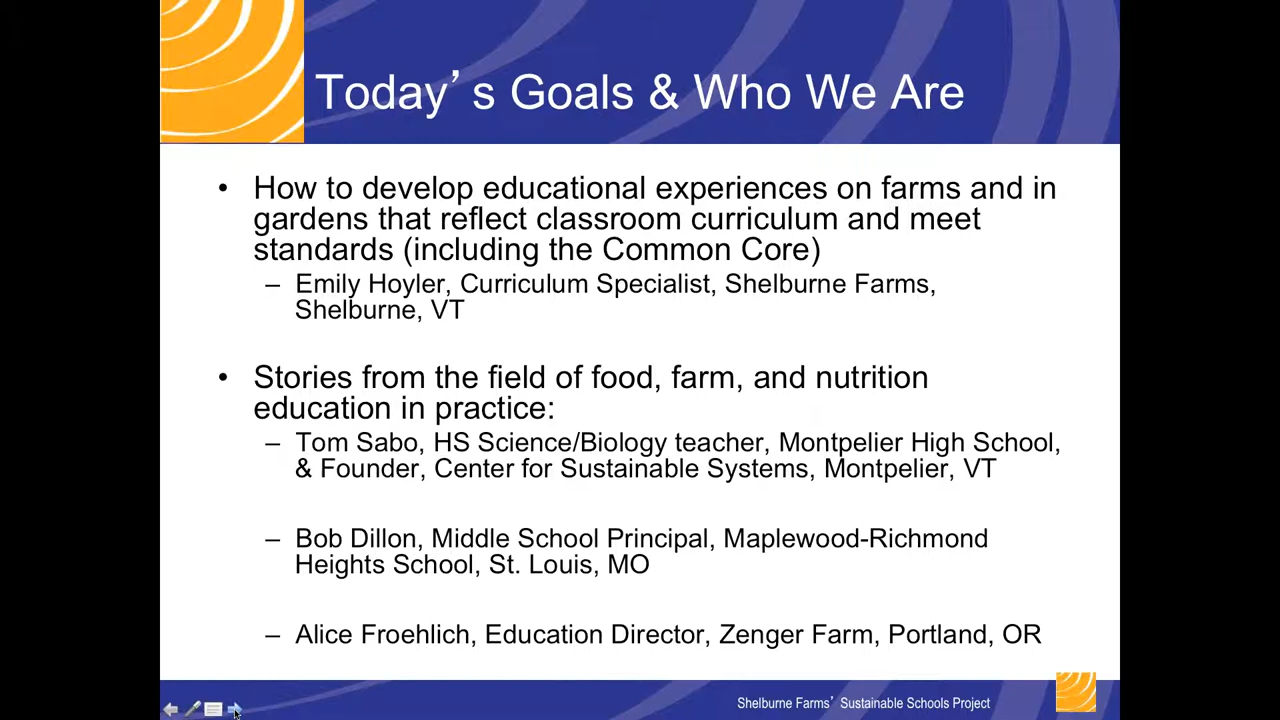 Today’s Goals & Who We Are
• How to develop educational experiences on farms and in
gardens that reflect classroom curriculum and meet
standards (including the Common Core)
– Emily Hoyler, Curriculum Specialist, Shelburne Farms,
Shelburne, VT
• Stories from the field of food, farm, and nutrition
education in practice:
– Tom Sabo, HS Science/Biology teacher, Montpelier High School,
& Founder, Center for Sustainable Systems, Montpelier, VT
– Bob Dillon, Middle School Principal, Maplewood-Richmond
Heights School, St. Louis, MO
– Alice Froehlich, Education Director, Zenger Farm, Portland, OR
Shelburne Farms’ Sustainable Schools Project